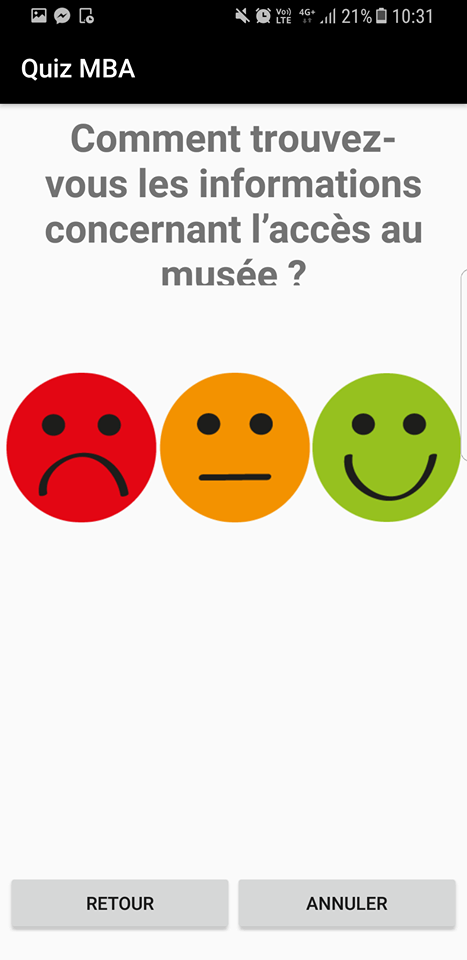 Vo)) 4G+ 21% 10:31
LTE
Quiz MBA
Comment trouvez-
vous les informations
concernant l’accès au
musée ?
RETOUR ANNULER